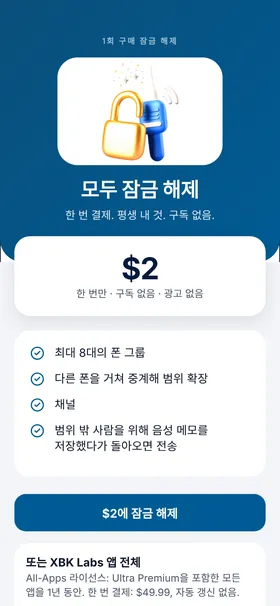 1회 구매 잠금 해제
모두 잠금 해제
한 번 결제. 평생 내 것. 구독 없음.
$2
한 번만 · 구독 없음 · 광고 없음
최대 8대의 폰 그룹
다른 폰을 거쳐 중계해 범위 확장
채널
범위 밖 사람을 위해 음성 메모를
저장했다가 돌아오면 전송
$2에 잠금 해제
또는 XBK Labs 앱 전체
All-Apps 라이선스: Ultra Premium을 포함한 모든
앱을 1년 동안. 한 번 결제: $49.99, 자동 갱신 없음.